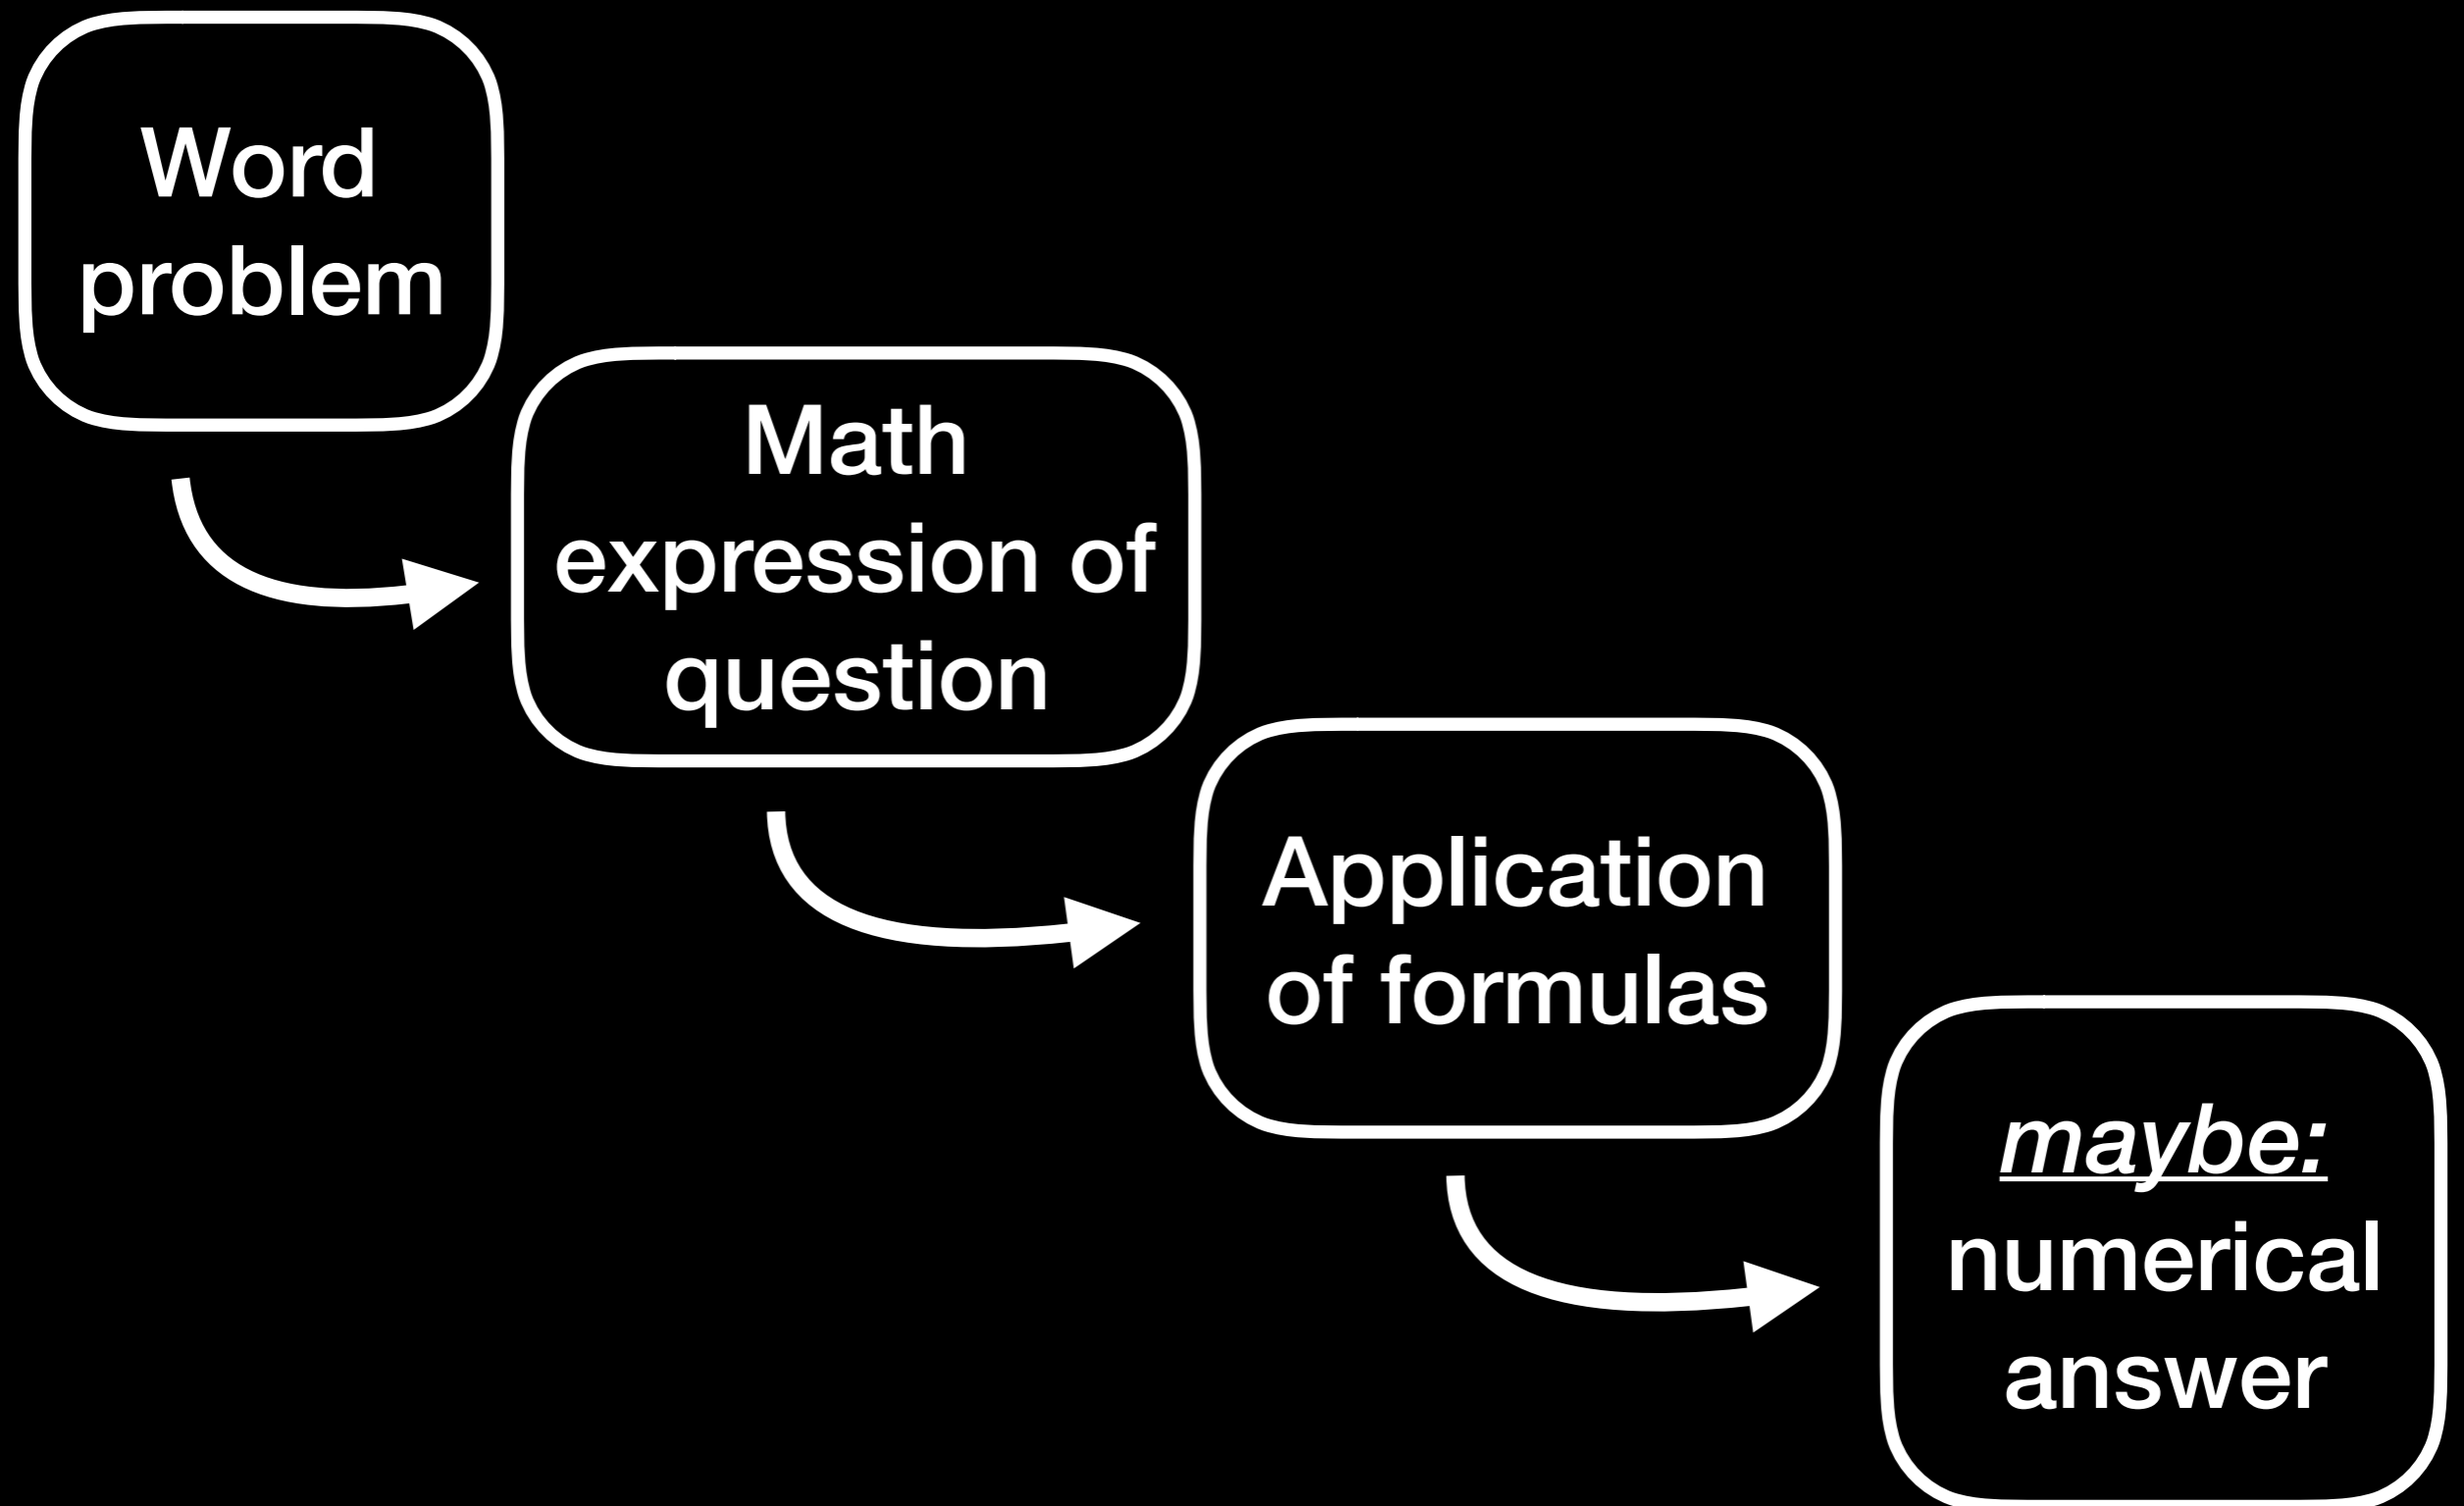 Word
problem
Math
expression of
question
Application
of formulas
maybe:
numerical
answer